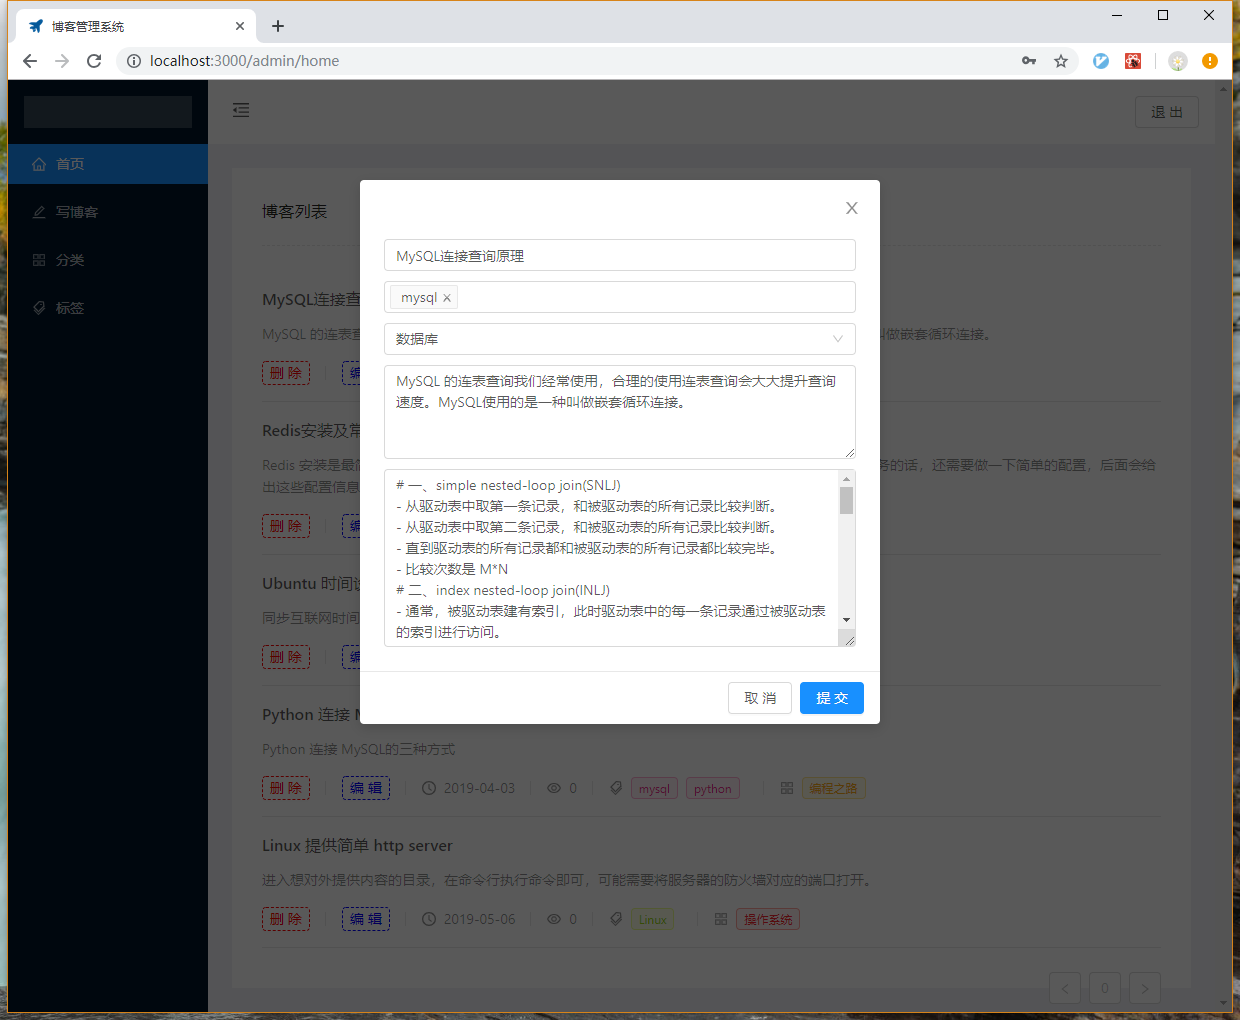 博客管理系统
localhost:3000/admin/home
退 出
首页
写博客
分类
标签
博客列表
MySQL连接查
MySQL 的连表查
叫做嵌套循环连接。
删 除
编
Redis安装及常
Redis 安装是最简
务的话，还需要做一下简单的配置，后面会给
出这些配置信息
删 除
编
Ubuntu 时间设
同步互联网时间
删 除
编
Python 连接 M
Python 连接 MySQL的三种方式
删 除 编 辑 2019-04-03 0 mysql python 编程之路
Linux 提供简单 http server
进入想对外提供内容的目录，在命令行执行命令即可，可能需要将服务器的防火墙对应的端口打开。
删 除 编 辑 2019-05-06 0 Linux 操作系统
0
MySQL连接查询原理
mysql
数据库
MySQL 的连表查询我们经常使用，合理的使用连表查询会大大提升查询
速度。MySQL使用的是一种叫做嵌套循环连接。
# 一、simple nested-loop join(SNLJ)
- 从驱动表中取第一条记录，和被驱动表的所有记录比较判断。
- 从驱动表中取第二条记录，和被驱动表的所有记录比较判断。
- 直到驱动表的所有记录都和被驱动表的所有记录都比较完毕。
- 比较次数是 M*N
# 二、index nested-loop join(INLJ)
- 通常，被驱动表建有索引，此时驱动表中的每一条记录通过被驱动表
的索引进行访问。
取 消 提 交